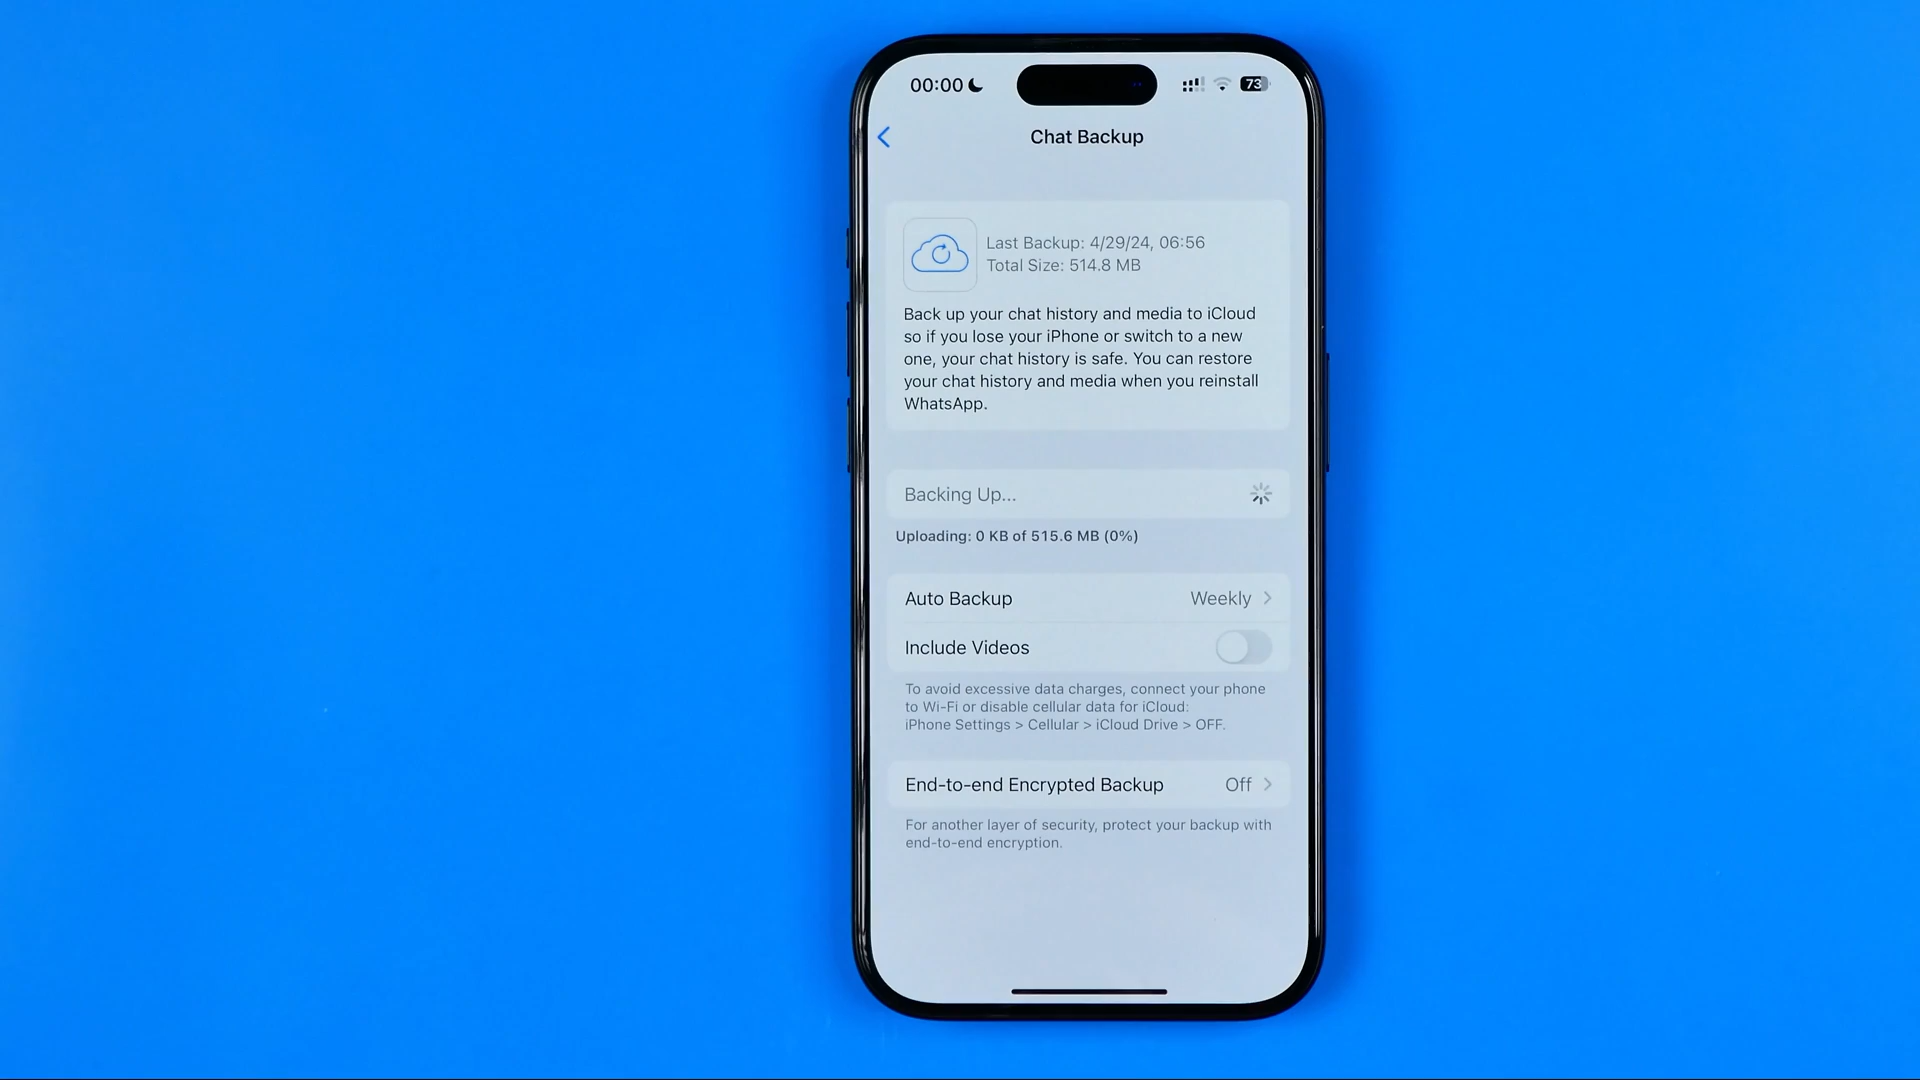 00:00
73
Chat Backup
Last Backup: 4/29/24, 06:56
Total Size: 514.8 MB
Back up your chat history and media to iCloud
so if you lose your iPhone or switch to a new
one, your chat history is safe. You can restore
your chat history and media when you reinstall
WhatsApp.
Backing Up...
Uploading: 0 KB of 515.6 MB (0%)
Auto Backup Weekly
Include Videos
To avoid excessive data charges, connect your phone
to Wi-Fi or disable cellular data for iCloud:
iPhone Settings > Cellular > iCloud Drive > OFF.
End-to-end Encrypted Backup Off
For another layer of security, protect your backup with
end-to-end encryption.